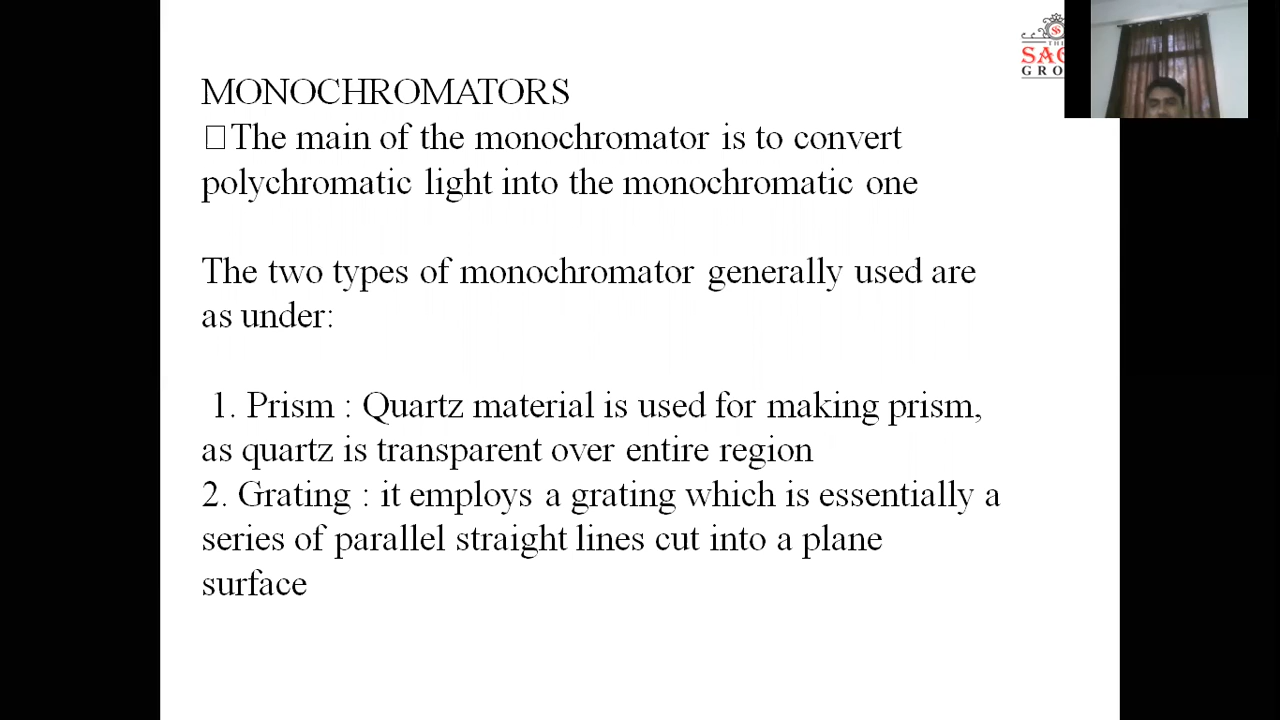 MONOCHROMATORS
□The main of the monochromator is to convert
polychromatic light into the monochromatic one
The two types of monochromator generally used are
as under:
1. Prism : Quartz material is used for making prism,
as quartz is transparent over entire region
2. Grating : it employs a grating which is essentially a
series of parallel straight lines cut into a plane
surface